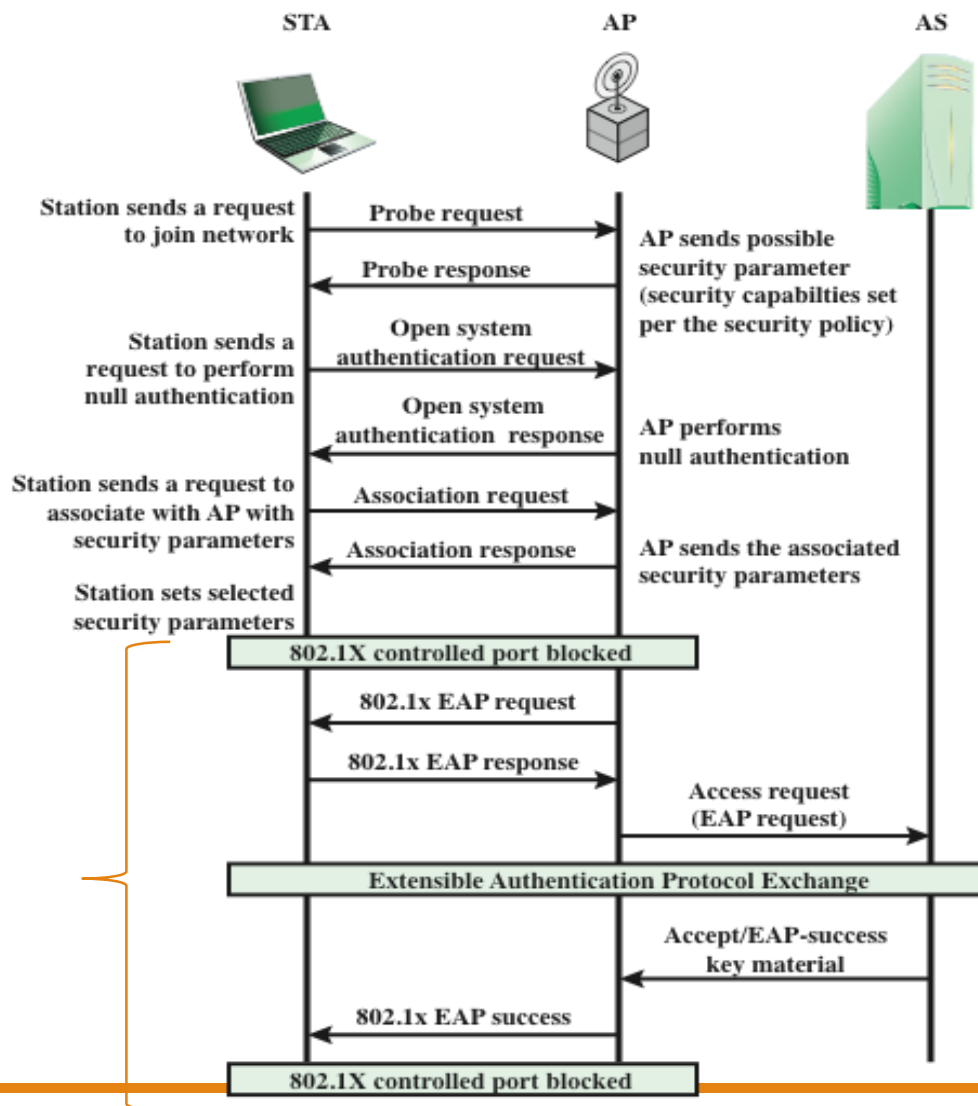 STA
AP
AS
Station sends a request
to join network
Probe request
AP sends possible
security parameter
(security capabilties set
per the security policy)
Probe response
Station sends a
request to perform
null authentication
Open system
authentication request
Open system
authentication response
AP performs
null authentication
Station sends a request to
associate with AP with
security parameters
Association request
Association response
AP sends the associated
security parameters
Station sets selected
security parameters
802.1X controlled port blocked
802.1x EAP request
802.1x EAP response
Access request
(EAP request)
Extensible Authentication Protocol Exchange
Accept/EAP-success
key material
802.1x EAP success
802.1X controlled port blocked